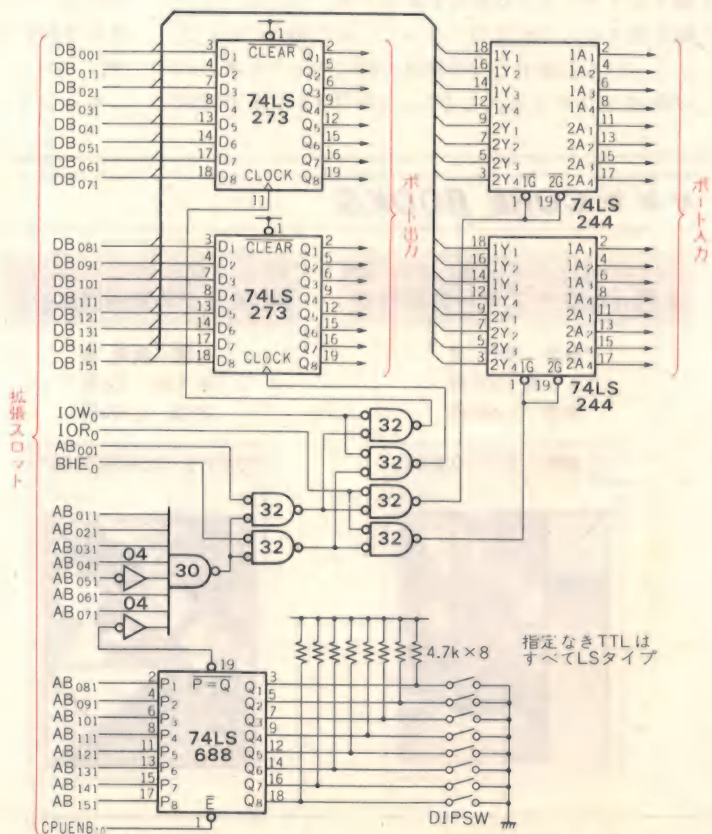 DB001
DB011
DB021
DB031
DB041
DB051
DB061
DB071
3 D1 CLEAR Q1 2
1
4 D2 Q2 5
7 D3 Q3 6
8 D4 Q4 9
13 D5 Q5 12
14 D6 Q6 15
17 D7 Q7 16
18 D8 Q8 19
74LS
273
CLOCK
11
DB081
DB091
DB101
DB111
DB121
DB131
DB141
DB151
3 D1 CLEAR Q1 2
1
4 D2 Q2 5
7 D3 Q3 6
8 D4 Q4 9
13 D5 Q5 12
14 D6 Q6 15
17 D7 Q7 16
18 D8 Q8 19
74LS
273
CLOCK
ポート出力
18 1Y1 1A1 2
16 1Y2 1A2 4
14 1Y3 1A3 6
12 1Y4 1A4 8
9 2Y1 2A1 11
7 2Y2 2A2 13
5 2Y3 2A3 15
3 2Y4 2A4 17
1G 2G
1 19 74LS
244
18 1Y1 1A1 2
16 1Y2 1A2 4
14 1Y3 1A3 6
12 1Y4 1A4 8
9 2Y1 2A1 11
7 2Y2 2A2 13
5 2Y3 2A3 15
3 2Y4 1G 2G 2A4 17
1 19 74LS
244
ポート入力
拡張スロット
IOW0
IOR0
AB001
BHE0
32
32
32
32
32
32
AB011
AB021
AB031
AB041
AB051
AB061
AB071
04
04
30
19
AB081
AB091
AB101
AB111
AB121
AB131
AB141
AB151
2 P1 P=Q Q1 3
4 P2 Q2 5
6 P3 Q3 7
8 P4 Q4 9
11 P5 Q5 12
13 P6 Q6 14
15 P7 Q7 16
17 P8 Q8 18
74LS
688
E
CPUENB10 1
4.7k×8
DIPSW
指定なきTTLは
すべてLSタイプ